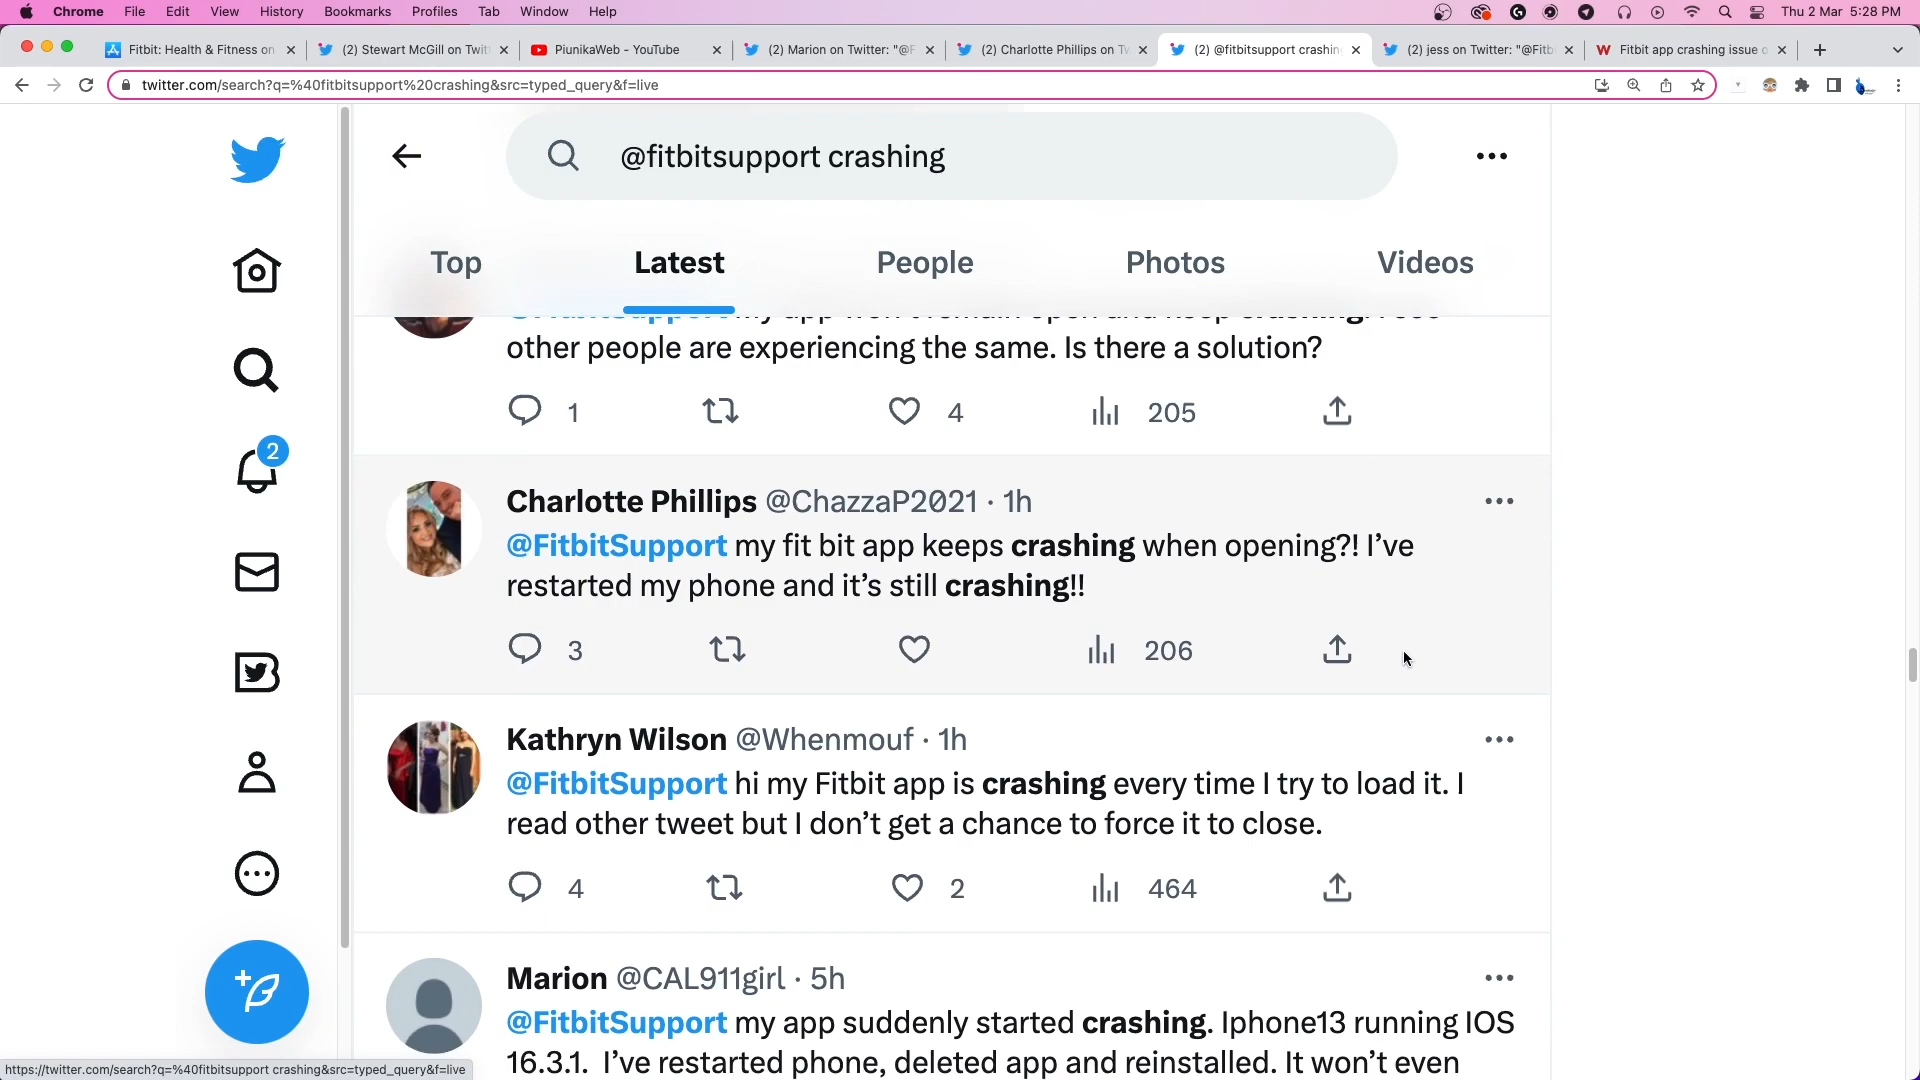 Chrome File Edit View History Bookmarks Profiles Tab Window Help Thu 2 Mar 5:28 PM
Fitbit: Health & Fitness on (2) Stewart McGill on Twit PiunikaWeb - YouTube (2) Marion on Twitter: "@F (2) Charlotte Phillips on Tw (2) @fitbitsupport crashin (2) jess on Twitter: "@Fitb W Fitbit app crashing issue o
twitter.com/search?q=%40fitbitsupport%20crashing&src=typed_query&f=live
@fitbitsupport crashing
Top Latest People Photos Videos
other people are experiencing the same. Is there a solution?
1 4 205
2
Charlotte Phillips @ChazzaP2021 · 1h
@FitbitSupport my fit bit app keeps crashing when opening?! I’ve
restarted my phone and it’s still crashing!!
3 206
Kathryn Wilson @Whenmouf · 1h
@FitbitSupport hi my Fitbit app is crashing every time I try to load it. I
read other tweet but I don’t get a chance to force it to close.
4 2 464
Marion @CAL911girl · 5h
@FitbitSupport my app suddenly started crashing. Iphone13 running IOS
16.3.1. I’ve restarted phone, deleted app and reinstalled. It won’t even
https://twitter.com/search?q=%40fitbitsupport crashing&src=typed_query&f=live